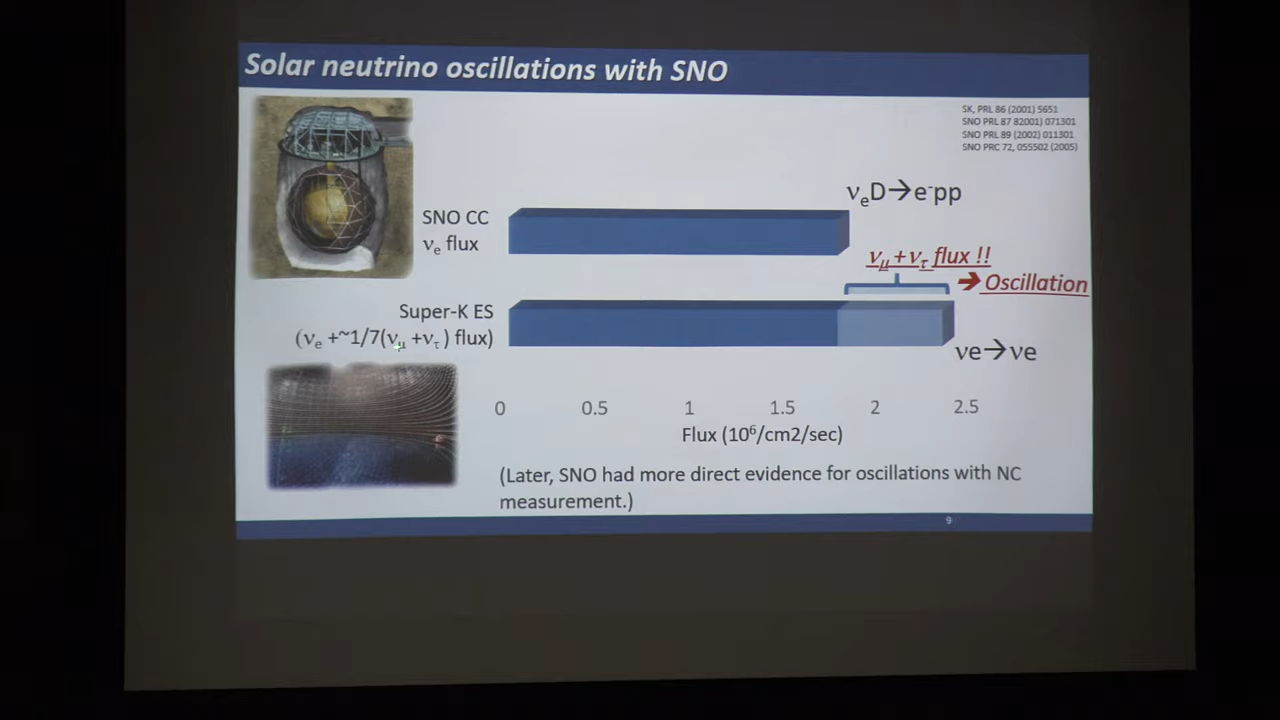 Solar neutrino oscillations with SNO
SK, PRL 86 (2001) 5651
SNO PRL 87 82001) 071301
SNO PRL 89 (2002) 011301
SNO PRC 72, 055502 (2005)
νeD→e-pp
SNO CC
νe flux
νμ+ντ flux !!
→ Oscillation
Super-K ES
(νe +~1/7(νμ +ντ ) flux)
νe→νe
0 0.5 1 1.5 2 2.5
Flux (10⁶/cm2/sec)
(Later, SNO had more direct evidence for oscillations with NC
measurement.)
9